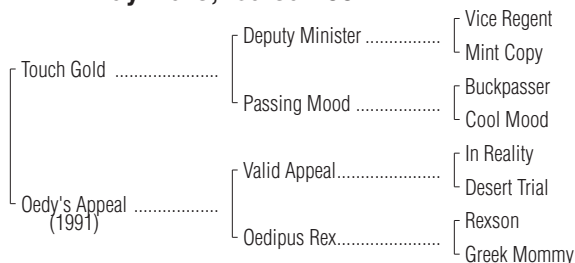 Vice Regent
Deputy Minister ..................
Mint Copy
Touch Gold .....................
Buckpasser
Passing Mood .................
Cool Mood
In Reality
Valid Appeal.....................
Desert Trial
Oedy's Appeal .................
(1991)
Rexson
Oedipus Rex.....................
Greek Mommy